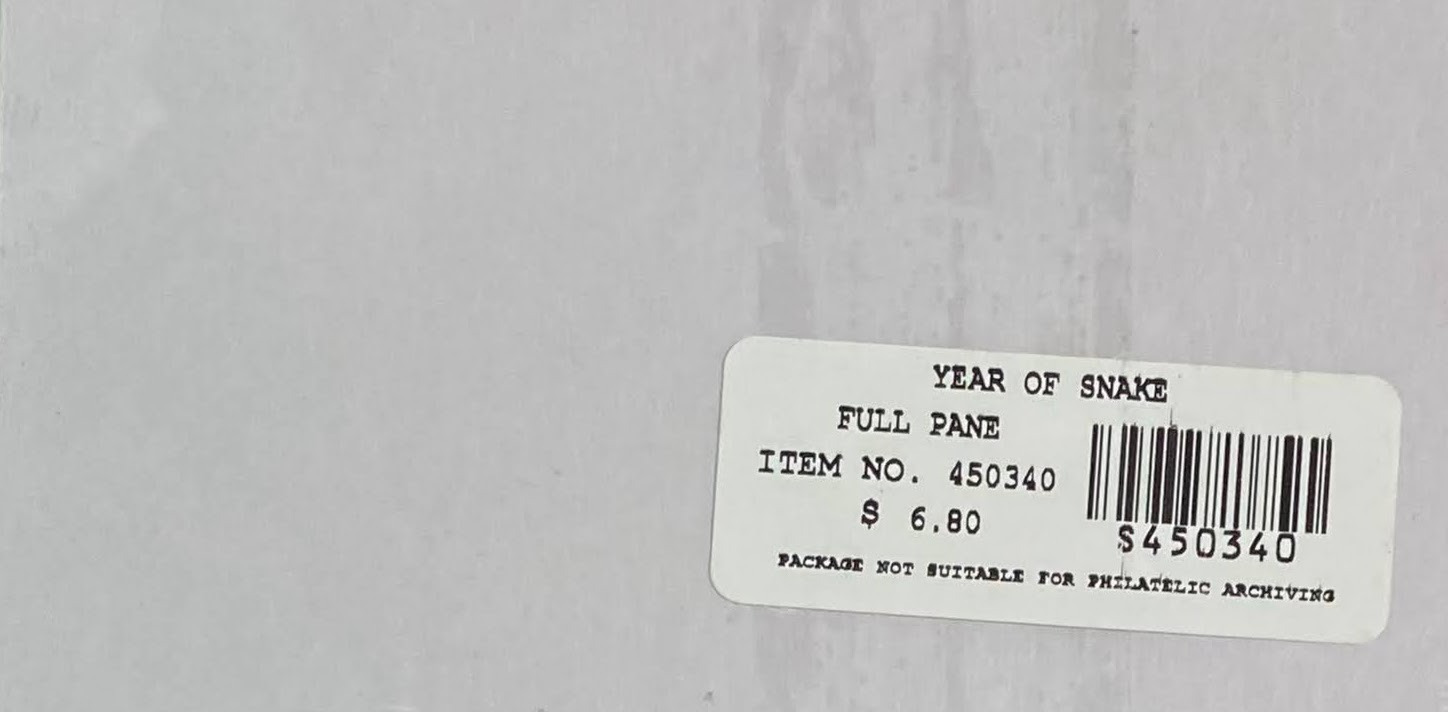 YEAR OF SNAKE
FULL PANE
ITEM NO. 450340
$ 6.80
S450340
PACKAGE NOT SUITABLE FOR PHILATELIC ARCHIVING